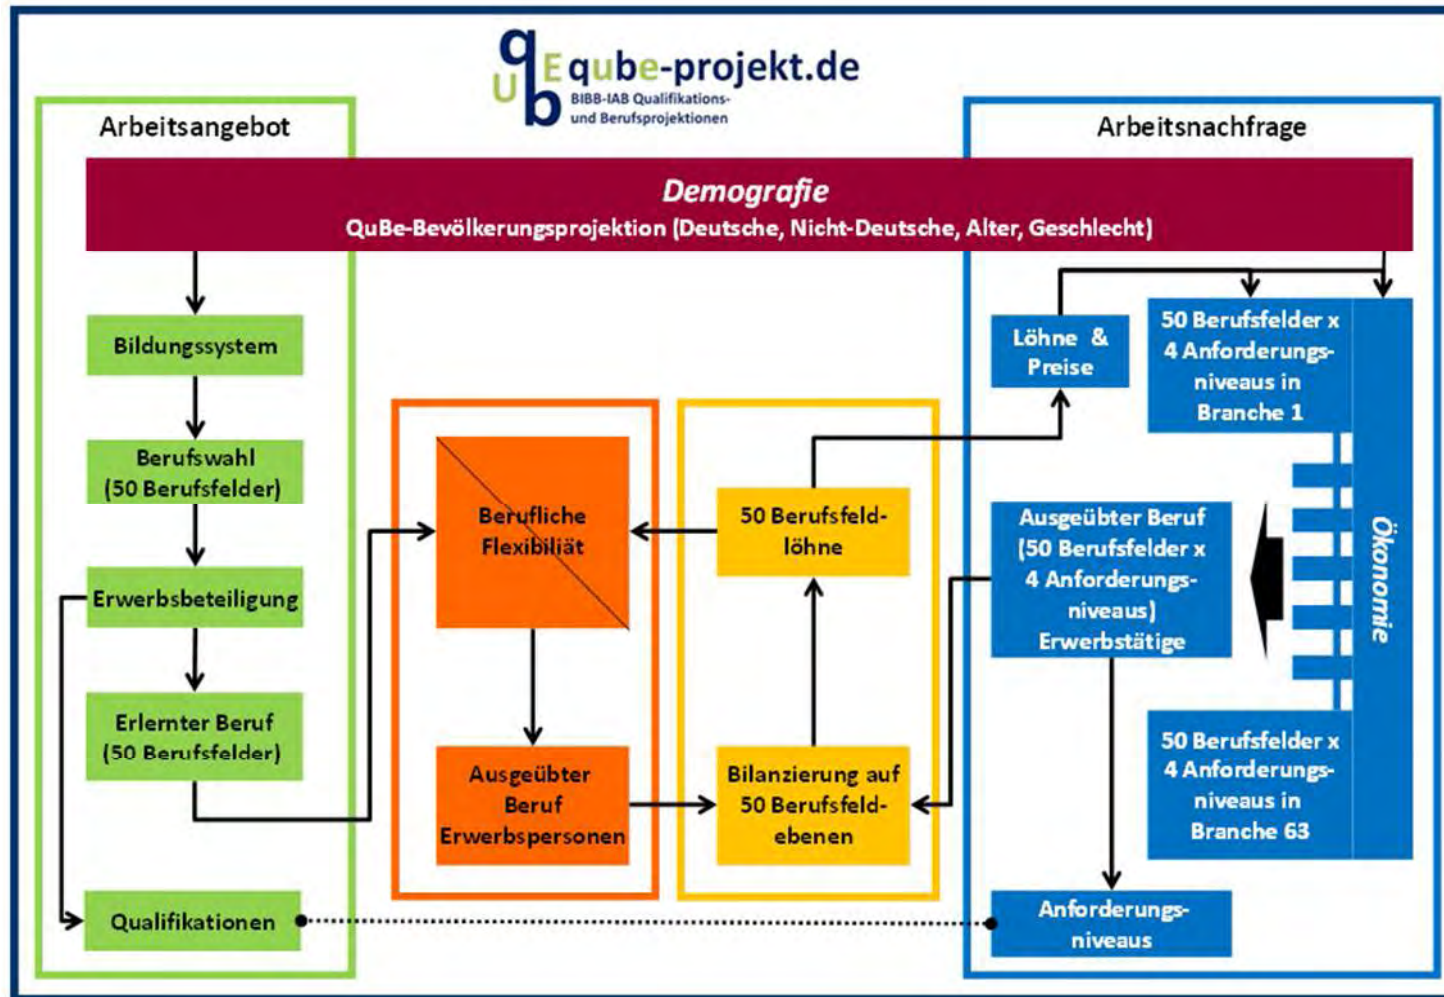 qUbE
qube-projekt.de
BIBB-IAB Qualifikations-
und Berufsprojektionen
Arbeitsangebot
Arbeitsnachfrage
Demografie
QuBe-Bevölkerungsprojektion (Deutsche, Nicht-Deutsche, Alter, Geschlecht)
Bildungssystem
Berufswahl
(50 Berufsfelder)
Erwerbsbeteiligung
Erlernter Beruf
(50 Berufsfelder)
Qualifikationen
Berufliche
Flexibiliät
Ausgeübter
Beruf
Erwerbspersonen
50 Berufsfeld-
löhne
Bilanzierung auf
50 Berufsfeld-
ebenen
Löhne &
Preise
50 Berufsfelder x
4 Anforderungs-
niveaus in
Branche 1
Ausgeübter Beruf
(50 Berufsfelder x
4 Anforderungs-
niveaus)
Erwerbstätige
Ökonomie
50 Berufsfelder x
4 Anforderungs-
niveaus in
Branche 63
Anforderungs-
niveaus